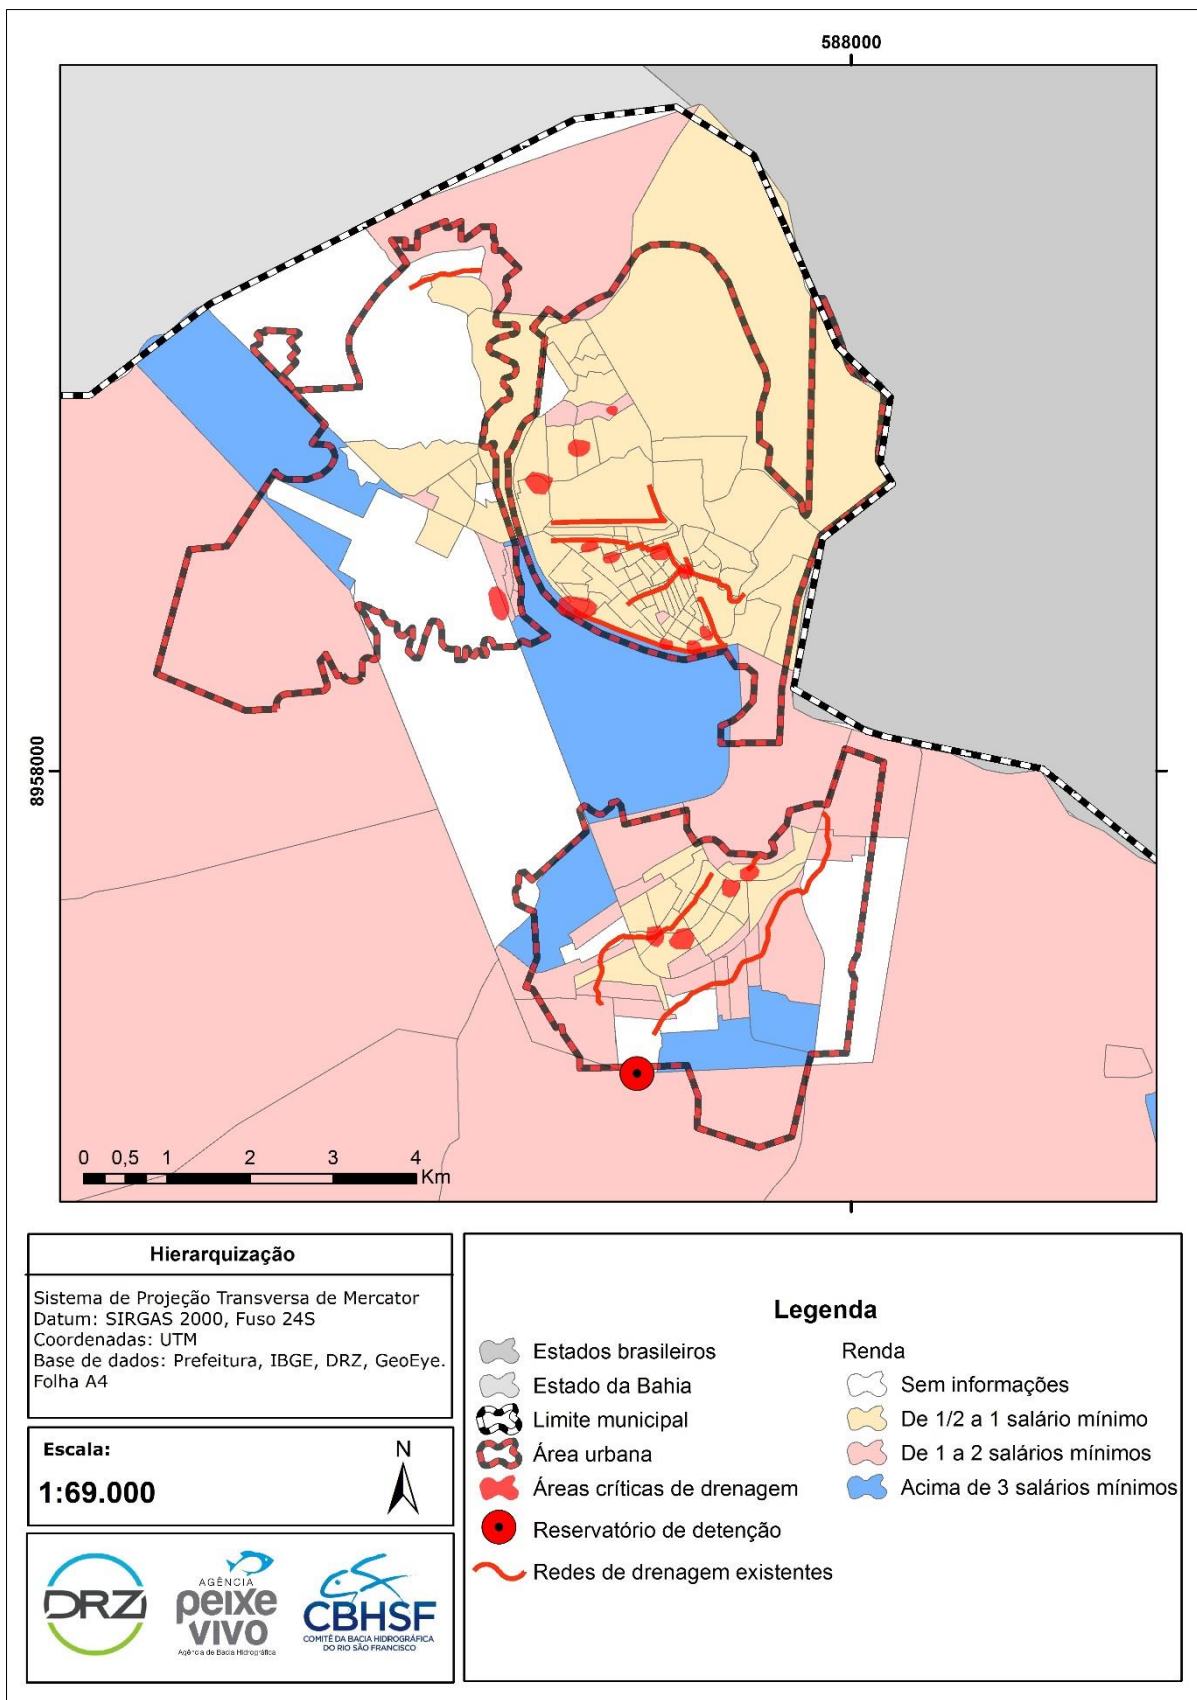 588000
8958000
0 0,5 1 2 3 4
Km
Hierarquização
Sistema de Projeção Transversa de Mercator
Datum: SIRGAS 2000, Fuso 24S
Coordenadas: UTM
Base de dados: Prefeitura, IBGE, DRZ, GeoEye.
Folha A4
Escala:
1:69.000
N
DRZ
AGÊNCIA
peixe
vivo
Agência de Bacia Hidrográfica
CBHSF
COMITÊ DA BACIA HIDROGRÁFICA
DO RIO SÃO FRANCISCO
Legenda
Estados brasileiros
Estado da Bahia
Limite municipal
Área urbana
Áreas críticas de drenagem
Reservatório de detenção
Redes de drenagem existentes
Renda
Sem informações
De 1/2 a 1 salário mínimo
De 1 a 2 salários mínimos
Acima de 3 salários mínimos